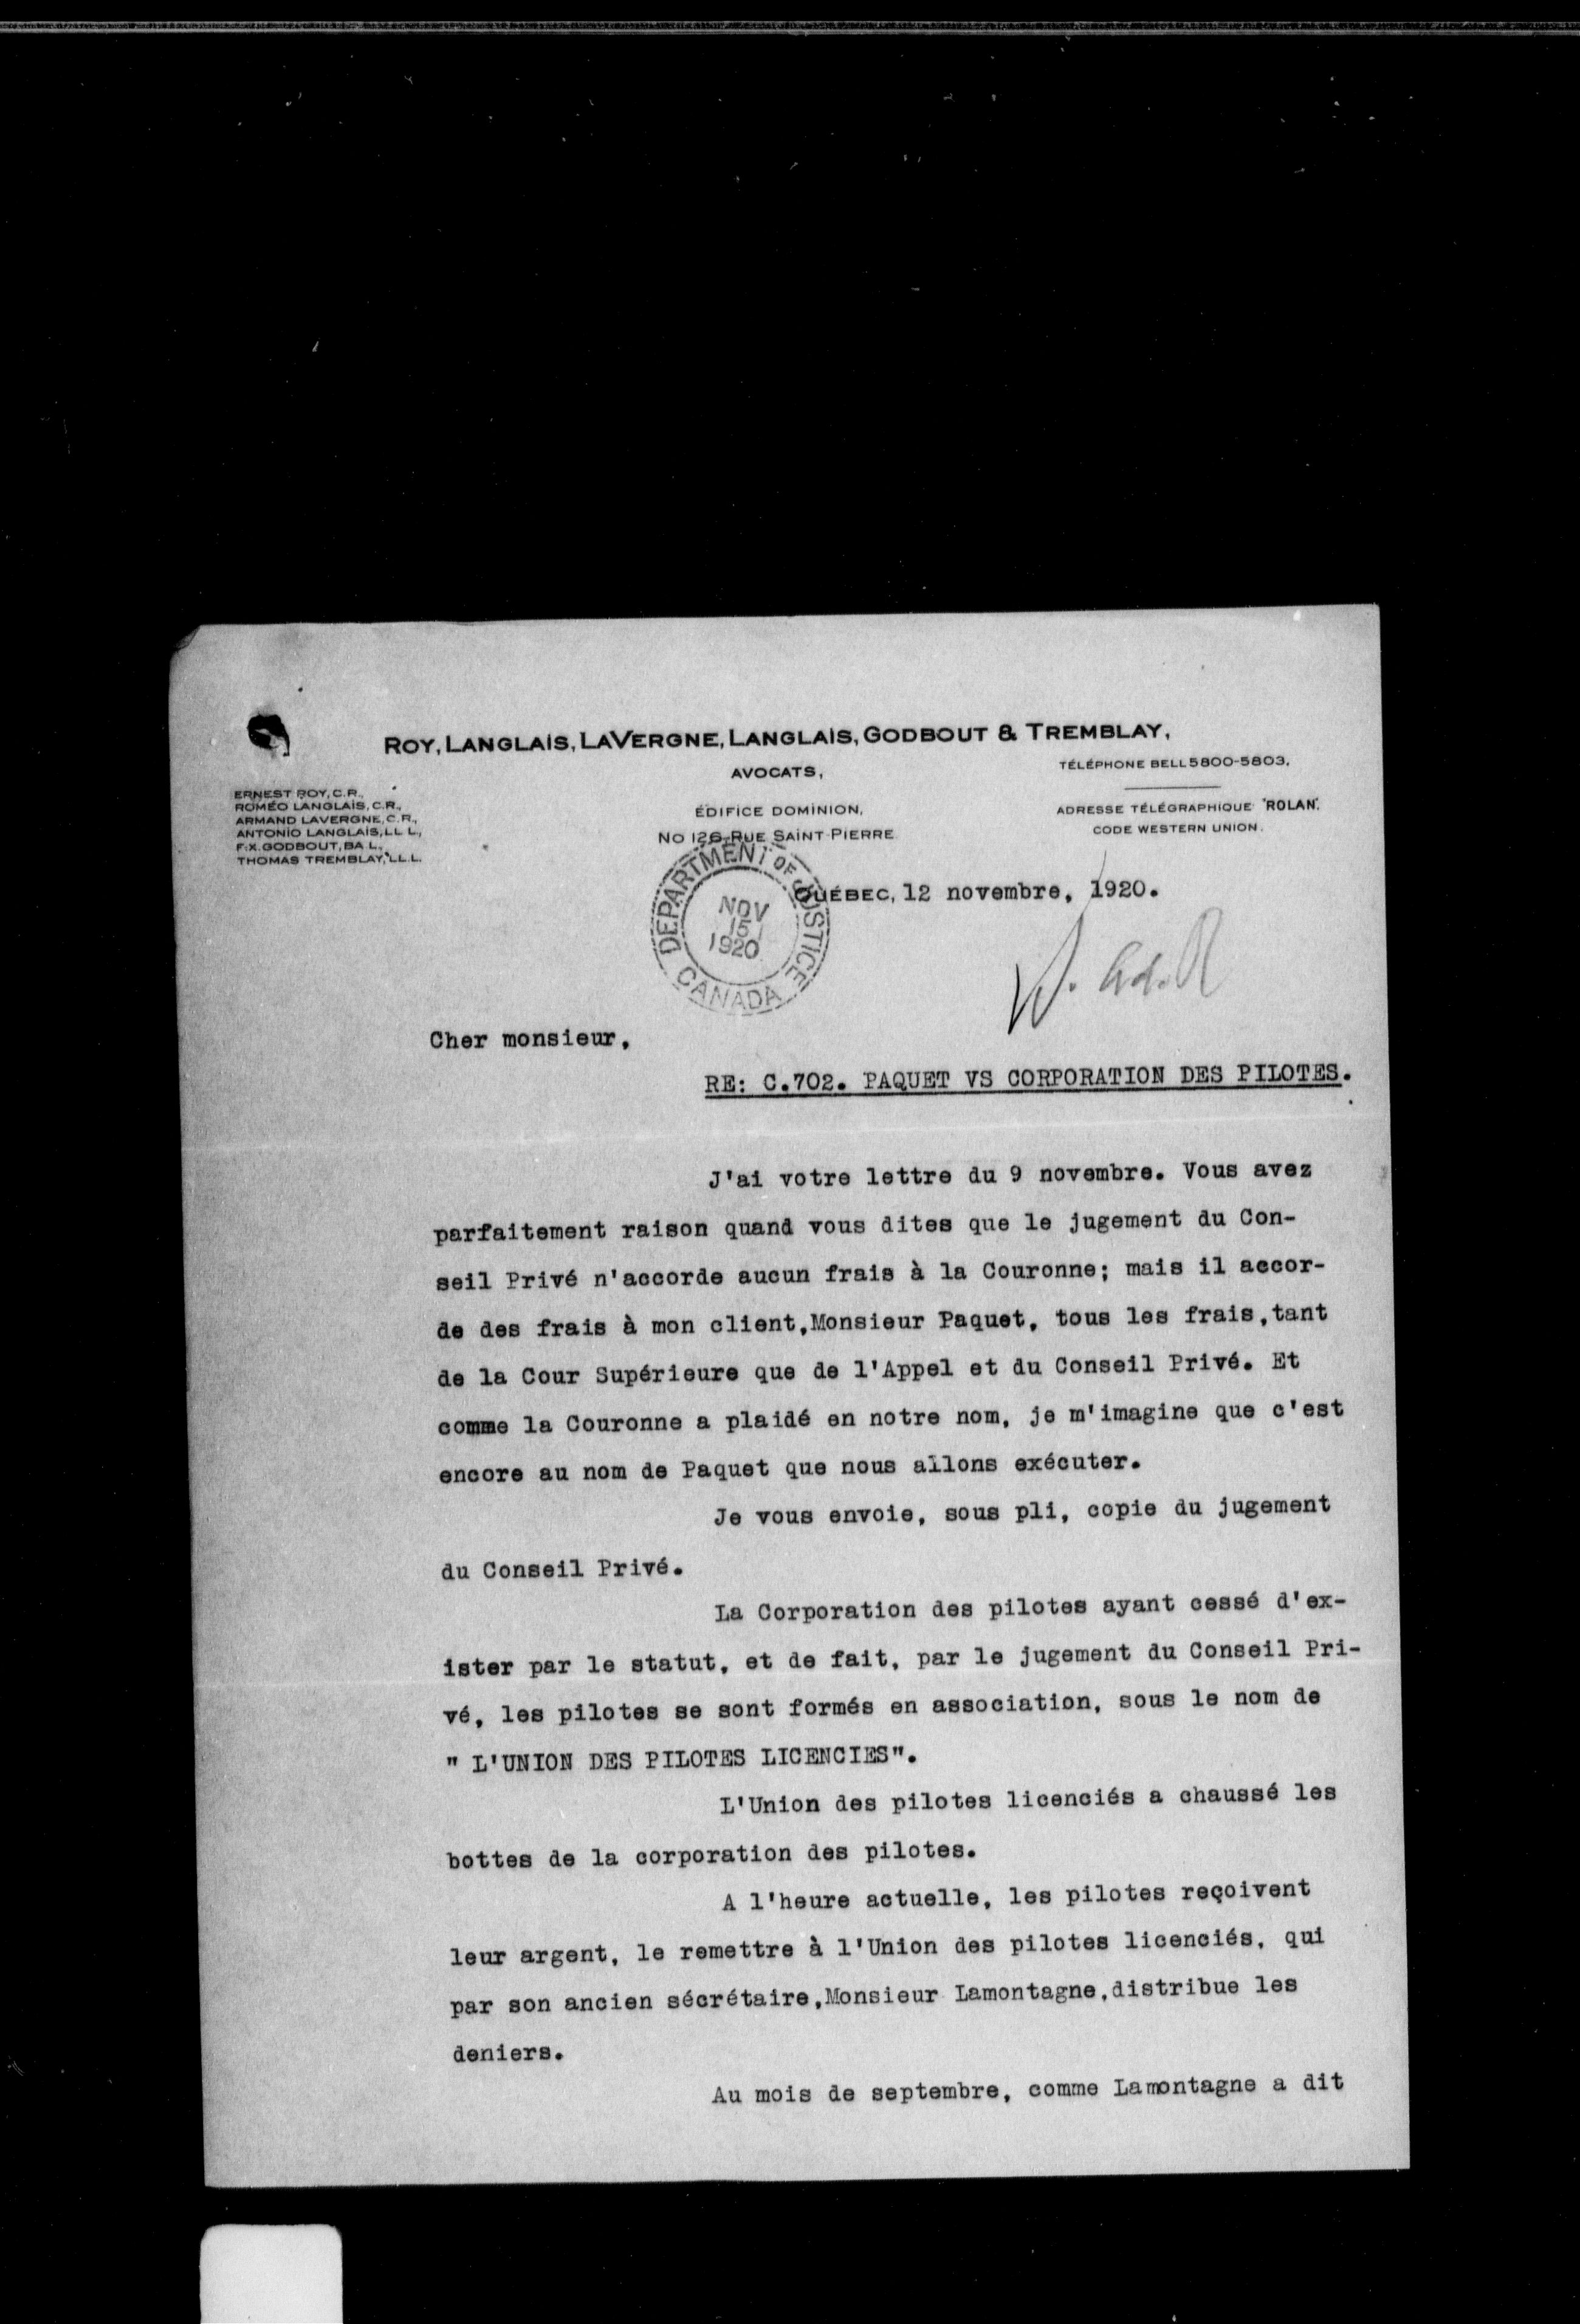 ROY, LANGLAIS, LAVERGNE, LANGLAIS, GODBOUT & TREMBLAY,
AVOCATS,
TÉLÉPHONE BELL 5800-5803,
ERNEST ROY, C.R.,
ROMÉO LANGLAIS, C.R.,
ARMAND LAVERGNE, C.R.,
ANTONIO LANGLAIS, LL.L.,
F.X. GODBOUT, BA.L.,
THOMAS TREMBLAY, LL.L.
ÉDIFICE DOMINION,
NO 126 RUE SAINT-PIERRE
ADRESSE TÉLÉGRAPHIQUE "ROLAN".
CODE WESTERN UNION.
DEPARTMENT OF JUSTICE
NOV
15
1920
CANADA
QUÉBEC, 12 novembre, 1920.
Cher monsieur,
RE: C.702. PAQUET VS CORPORATION DES PILOTES.
J'ai votre lettre du 9 novembre. Vous avez
parfaitement raison quand vous dites que le jugement du Con-
seil Privé n'accorde aucun frais à la Couronne; mais il accor-
de des frais à mon client,Monsieur Paquet, tous les frais,tant
de la Cour Supérieure que de l'Appel et du Conseil Privé. Et
comme la Couronne a plaidé en notre nom, je m'imagine que c'est
encore au nom de Paquet que nous allons exécuter.
Je vous envoie, sous pli, copie du jugement
du Conseil Privé.
La Corporation des pilotes ayant cessé d'ex-
ister par le statut, et de fait, par le jugement du Conseil Pri-
vé, les pilotes se sont formés en association, sous le nom de
" L'UNION DES PILOTES LICENCIES".
L'Union des pilotes licenciés a chaussé les
bottes de la corporation des pilotes.
A l'heure actuelle, les pilotes reçoivent
leur argent, le remettre à l'Union des pilotes licenciés, qui
par son ancien sécrétaire,Monsieur Lamontagne,distribue les
deniers.
Au mois de septembre, comme Lamontagne a dit